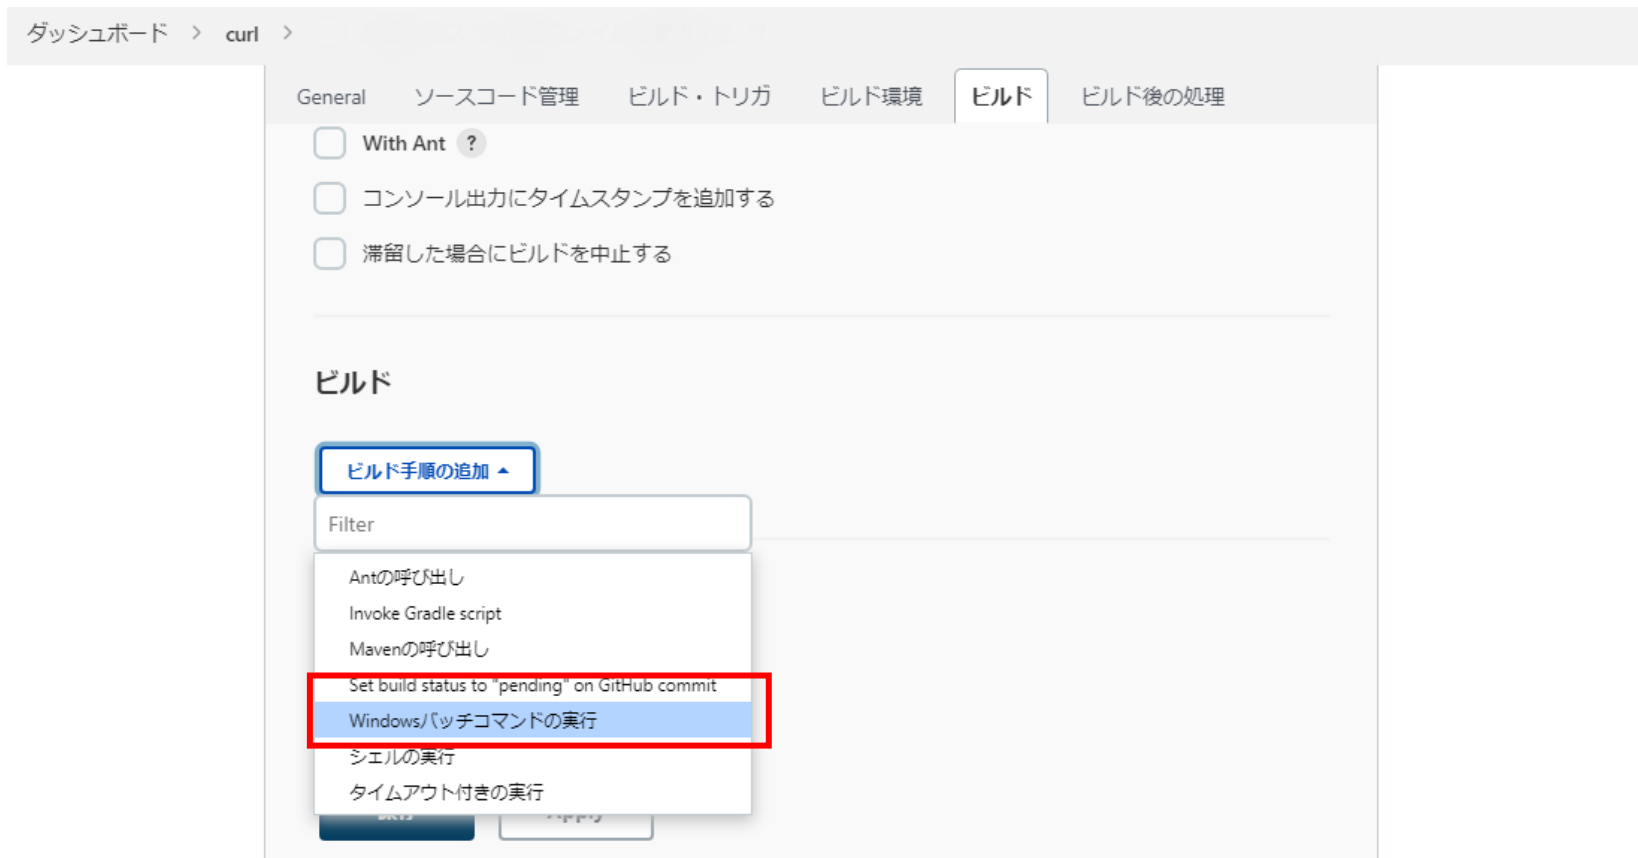 ダッシュボード > curl >
General ソースコード管理 ビルド・トリガ ビルド環境 ビルド ビルド後の処理
With Ant ?
コンソール出力にタイムスタンプを追加する
滞留した場合にビルドを中止する
ビルド
ビルド手順の追加
Filter
Antの呼び出し
Invoke Gradle script
Mavenの呼び出し
Set build status to "pending" on GitHub commit
Windowsバッチコマンドの実行
シェルの実行
タイムアウト付きの実行
保存 Apply